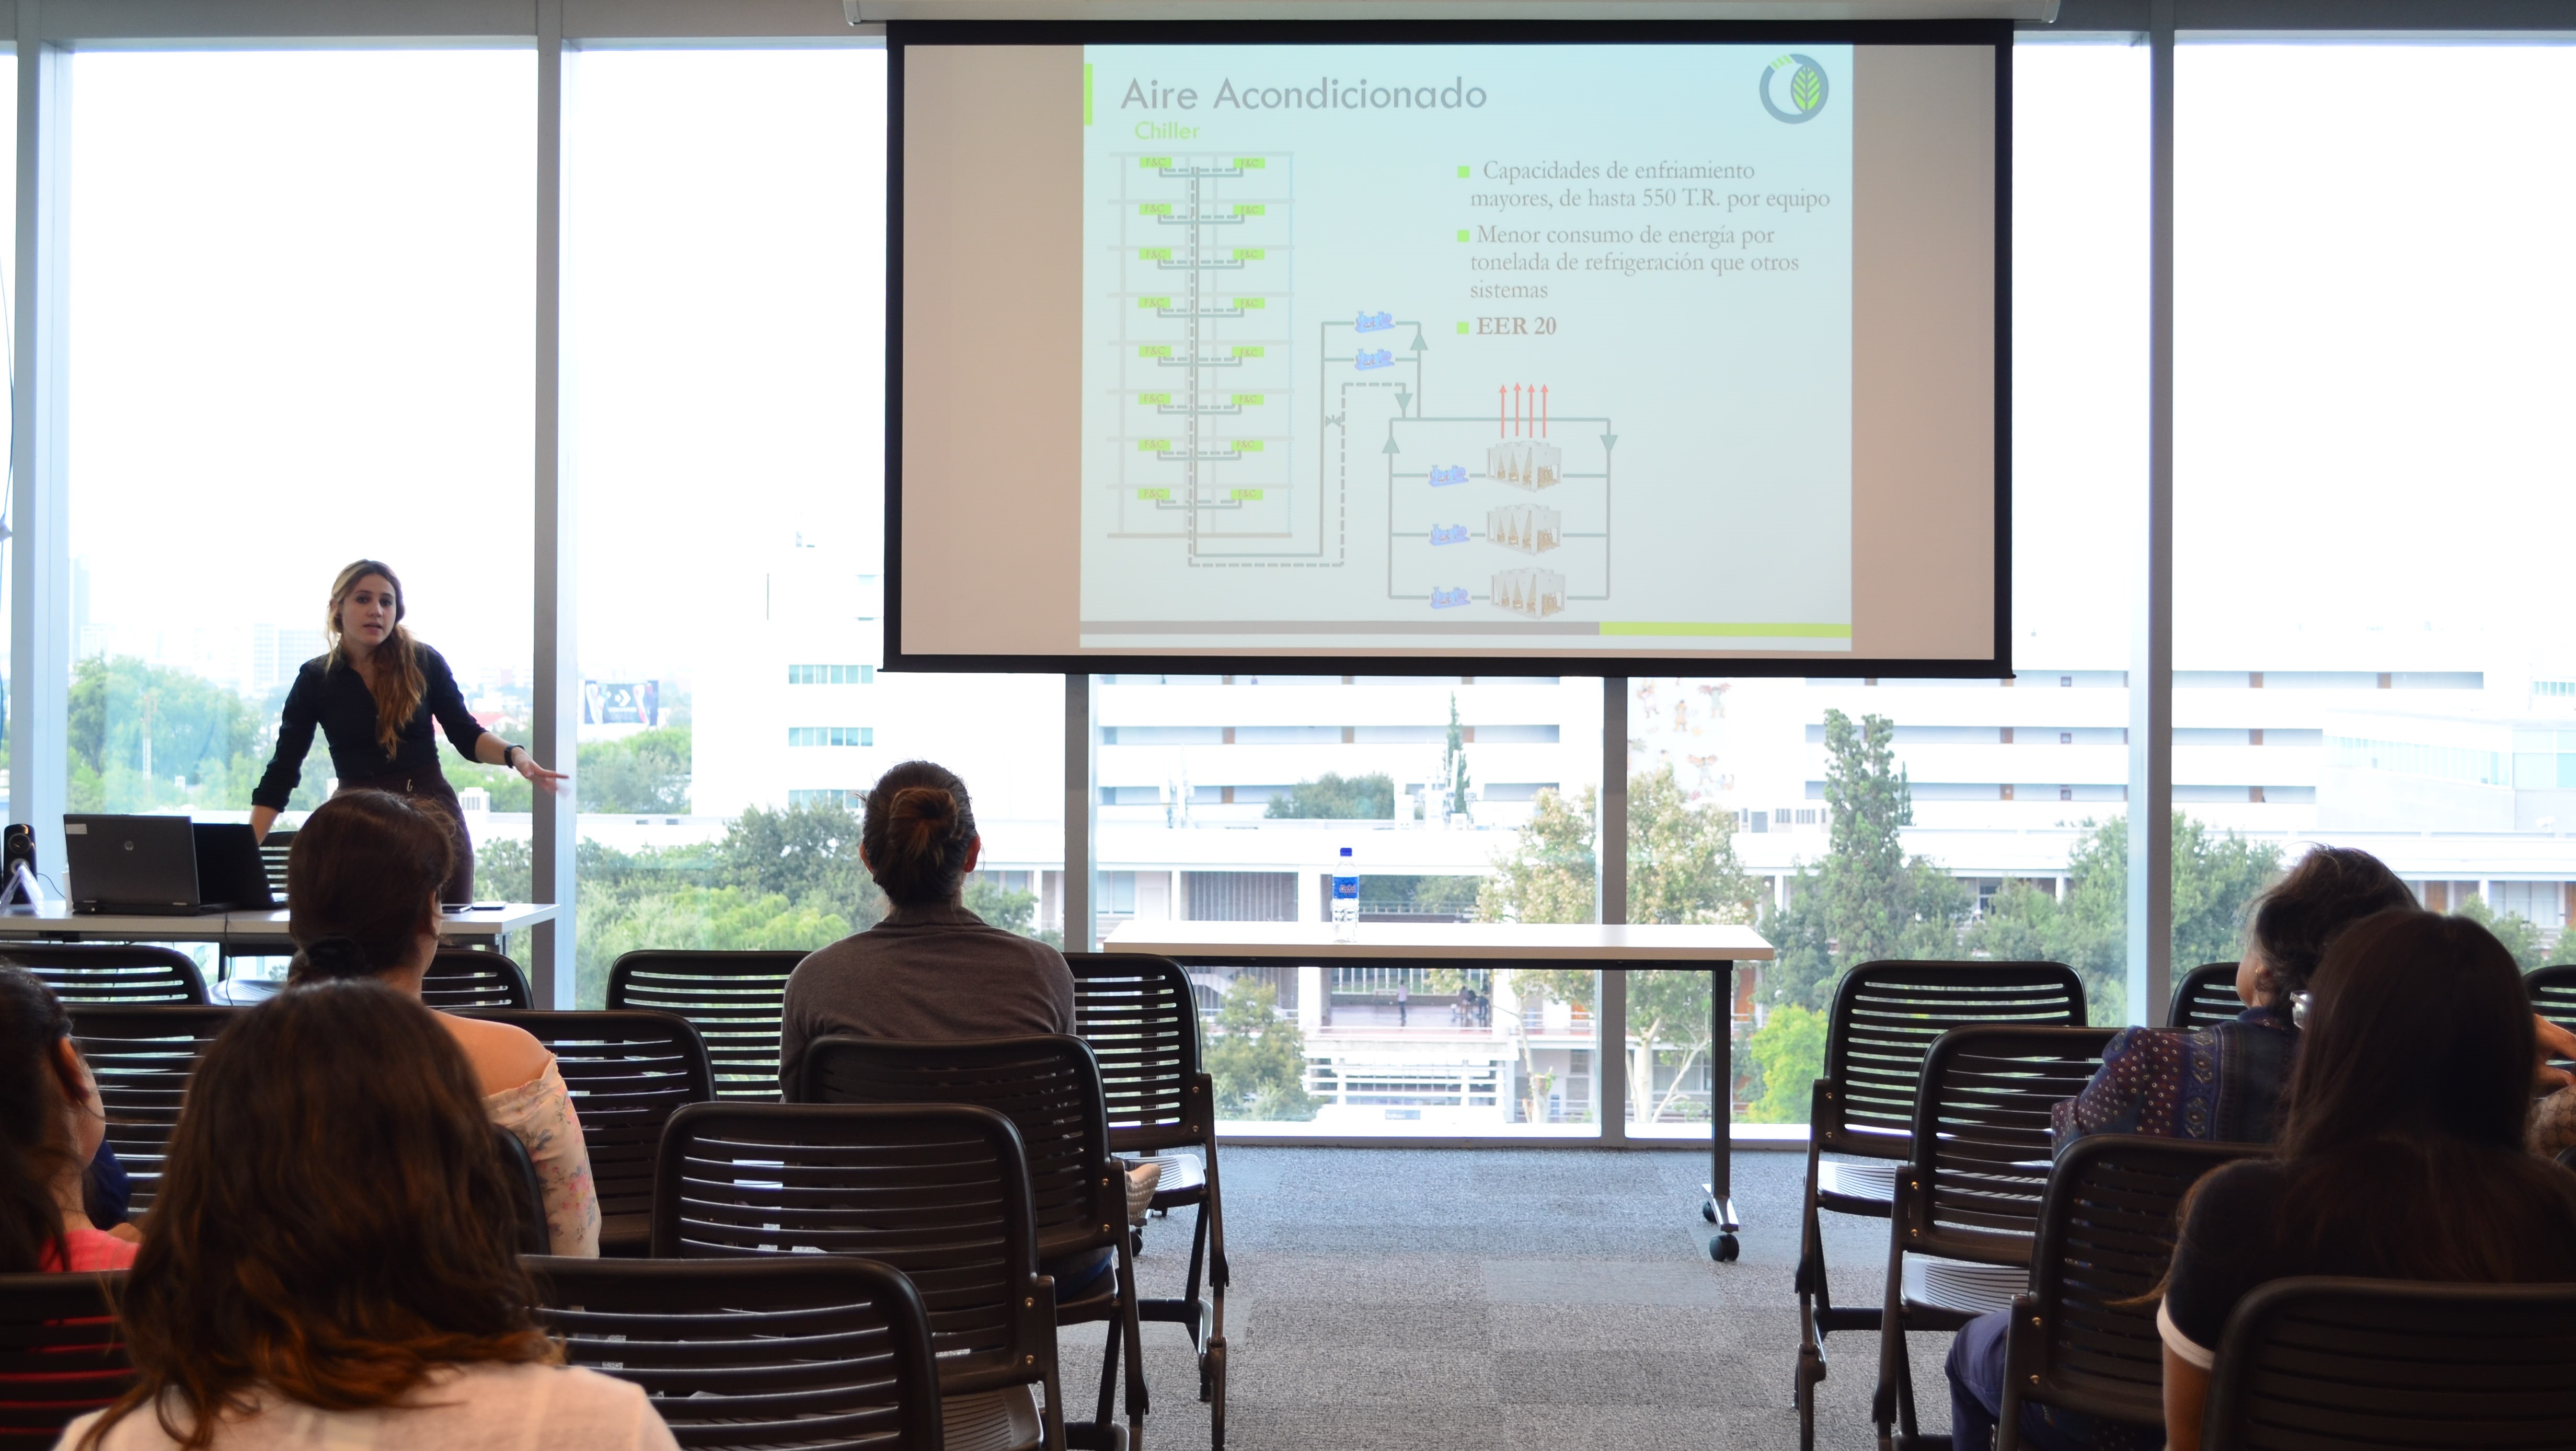 Aire Acondicionado
Chiller
Capacidades de enfriamiento
mayores, de hasta 550 T.R. por equipo
Menor consumo de energía por
tonelada de refrigeración que otros
sistemas
EER 20
F&C F&C
F&C F&C
F&C F&C
F&C F&C
F&C F&C
F&C F&C
F&C F&C
F&C F&C